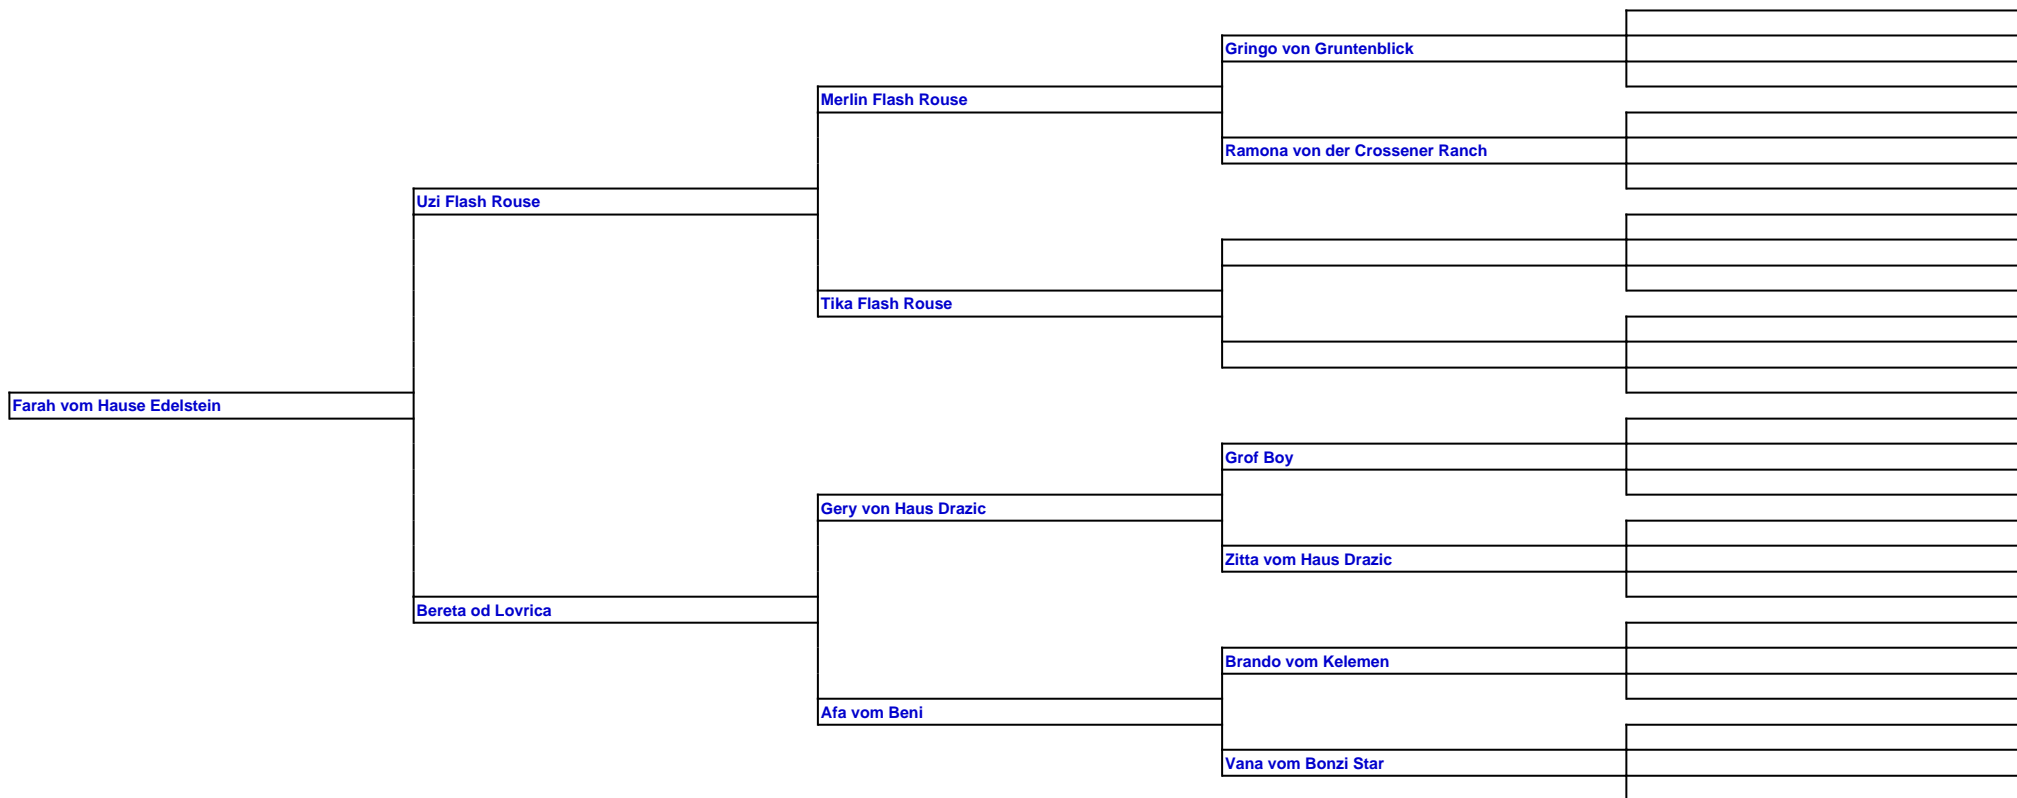 Gringo von Gruntenblick
Merlin Flash Rouse
Ramona von der Crossener Ranch
Uzi Flash Rouse
Tika Flash Rouse
Farah vom Hause Edelstein
Grof Boy
Gery von Haus Drazic
Zitta vom Haus Drazic
Bereta od Lovrica
Brando vom Kelemen
Afa vom Beni
Vana vom Bonzi Star